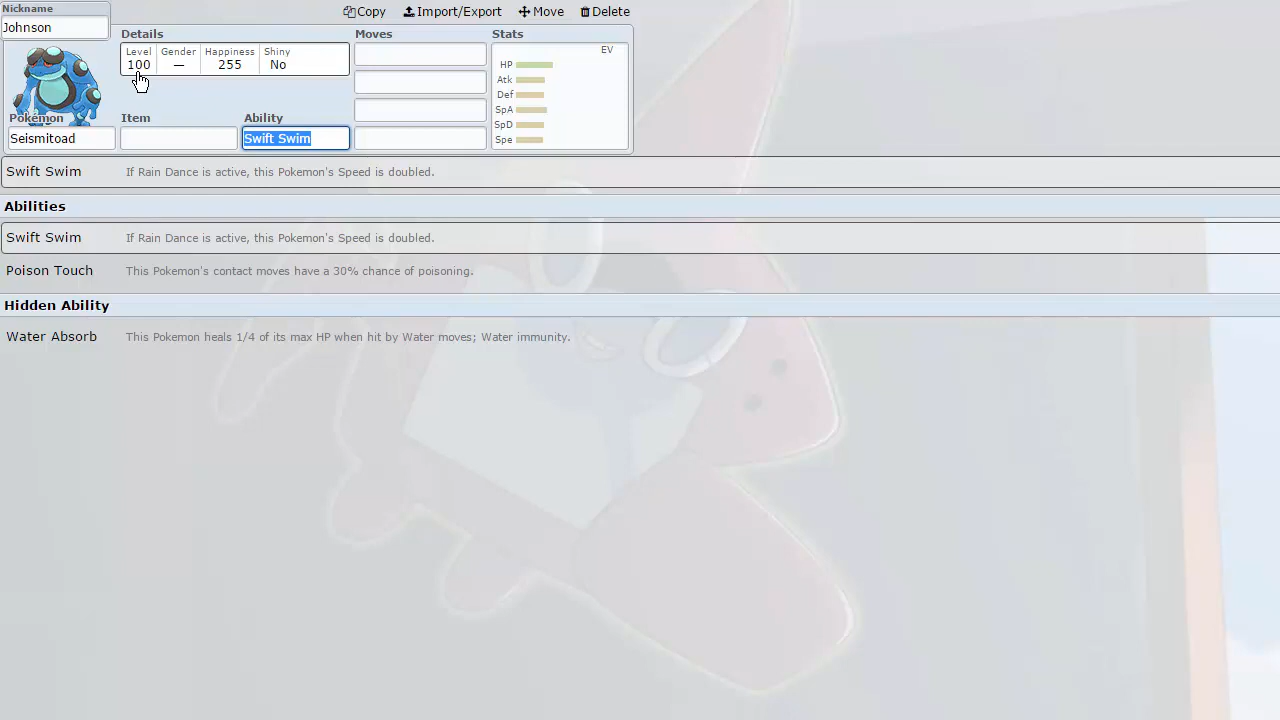 Nickname
Johnson
Copy Import/Export Move Delete
Details
Level Gender Happiness Shiny
100 — 255 No
Moves
Stats
EV
HP
Atk
Def
SpA
SpD
Spe
Pokémon Item Ability
Seismitoad Swift Swim
Swift Swim If Rain Dance is active, this Pokemon's Speed is doubled.
Abilities
Swift Swim If Rain Dance is active, this Pokemon's Speed is doubled.
Poison Touch This Pokemon's contact moves have a 30% chance of poisoning.
Hidden Ability
Water Absorb This Pokemon heals 1/4 of its max HP when hit by Water moves; Water immunity.